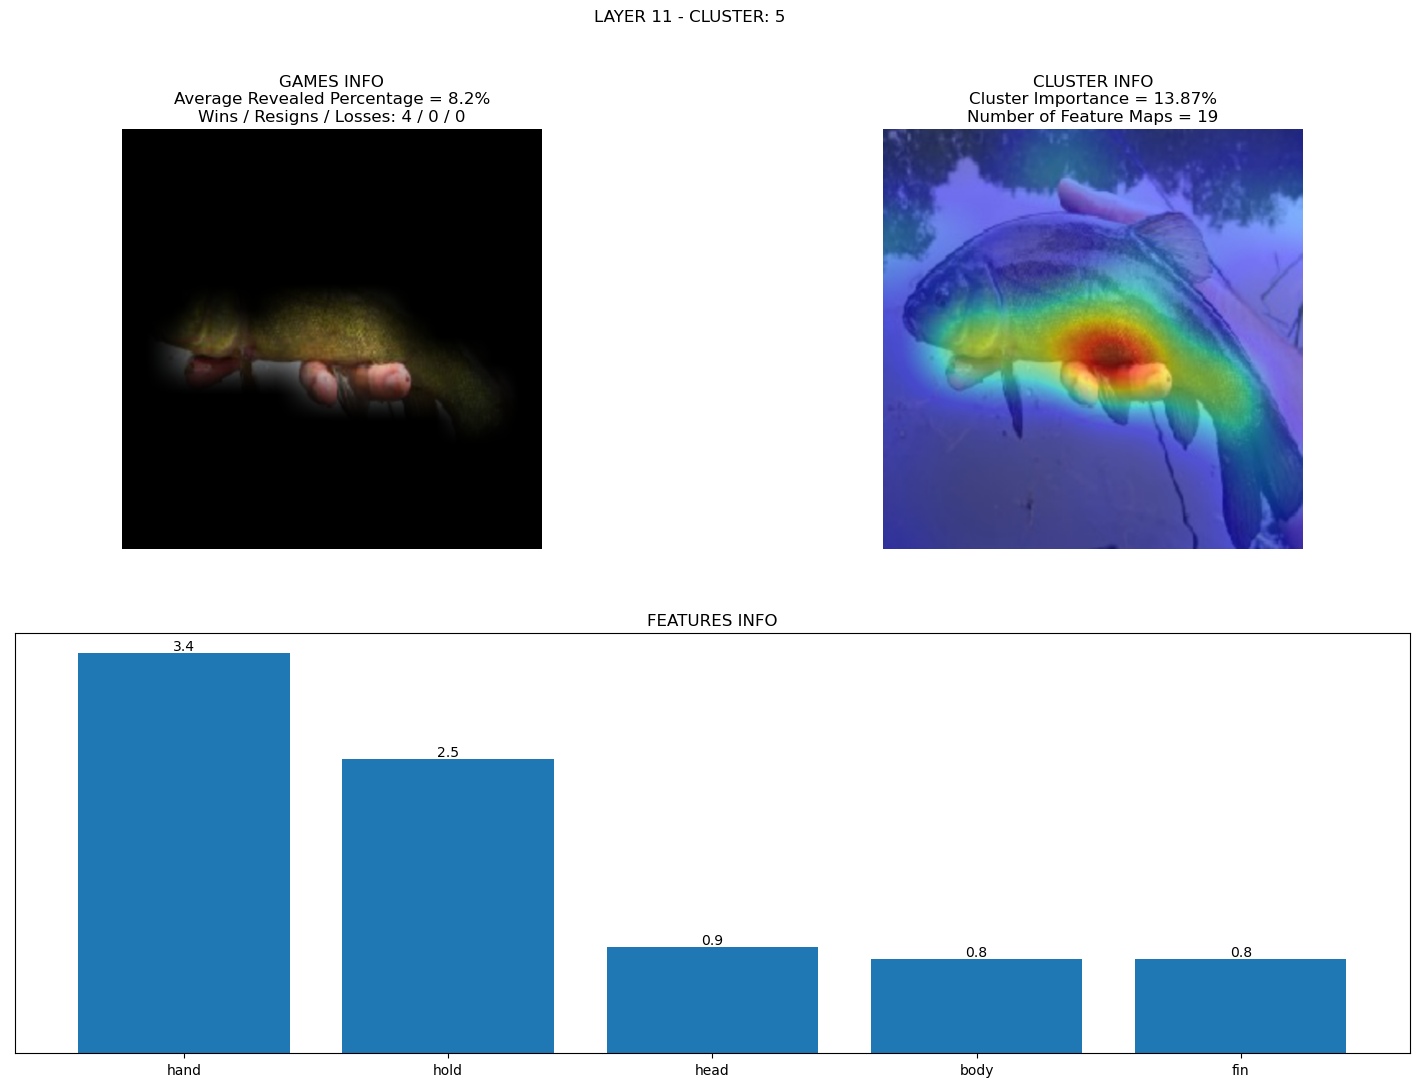 LAYER 11 - CLUSTER: 5
GAMES INFO
Average Revealed Percentage = 8.2%
Wins / Resigns / Losses: 4 / 0 / 0
CLUSTER INFO
Cluster Importance = 13.87%
Number of Feature Maps = 19
FEATURES INFO
3.4
2.5
0.9
0.8
0.8
hand
hold
head
body
fin